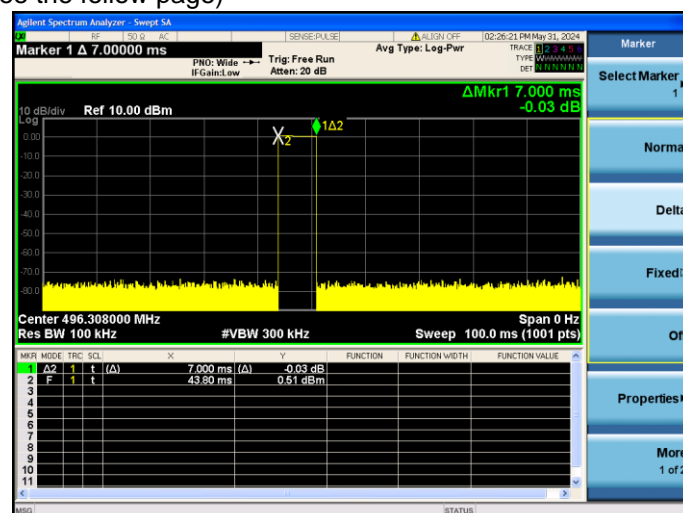 see the follow page)
Agilent Spectrum Analyzer - Swept SA
LXI RF 50 Ω AC SENSE:PULSE ALIGN OFF 02:26:21 PM May 31, 2024
Marker 1 Δ 7.00000 ms
PNO: Wide
IFGain:Low
Trig: Free Run
Atten: 20 dB
Avg Type: Log-Pwr
TRACE 1 2 3 4 5 6
TYPE W
DET N N N N N N
ΔMkr1 7.000 ms
-0.03 dB
10 dB/div Ref 10.00 dBm
Log
0.00
-10.0
-20.0
-30.0
-40.0
-50.0
-60.0
-70.0
-80.0
X2
1Δ2
Center 496.308000 MHz Span 0 Hz
Res BW 100 kHz #VBW 300 kHz Sweep 100.0 ms (1001 pts)
MKR MODE TRC SCL X Y FUNCTION FUNCTION WIDTH FUNCTION VALUE
1 Δ2 1 t (Δ) 7.000 ms (Δ) -0.03 dB
2 F 1 t 43.80 ms 0.51 dBm
3
4
5
6
7
8
9
10
11
MSG STATUS
Marker
Select Marker
1
Norma
Delta
Fixed
Of
Properties
More
1 of 2